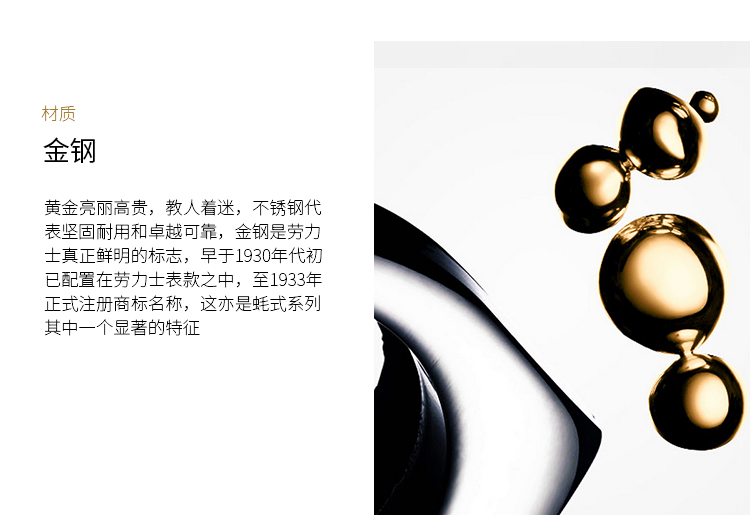 材质
金钢
黄金亮丽高贵，教人着迷，不锈钢代
表坚固耐用和卓越可靠，金钢是劳力
士真正鲜明的标志，早于1930年代初
已配置在劳力士表款之中，至1933年
正式注册商标名称，这亦是蚝式系列
其中一个显著的特征